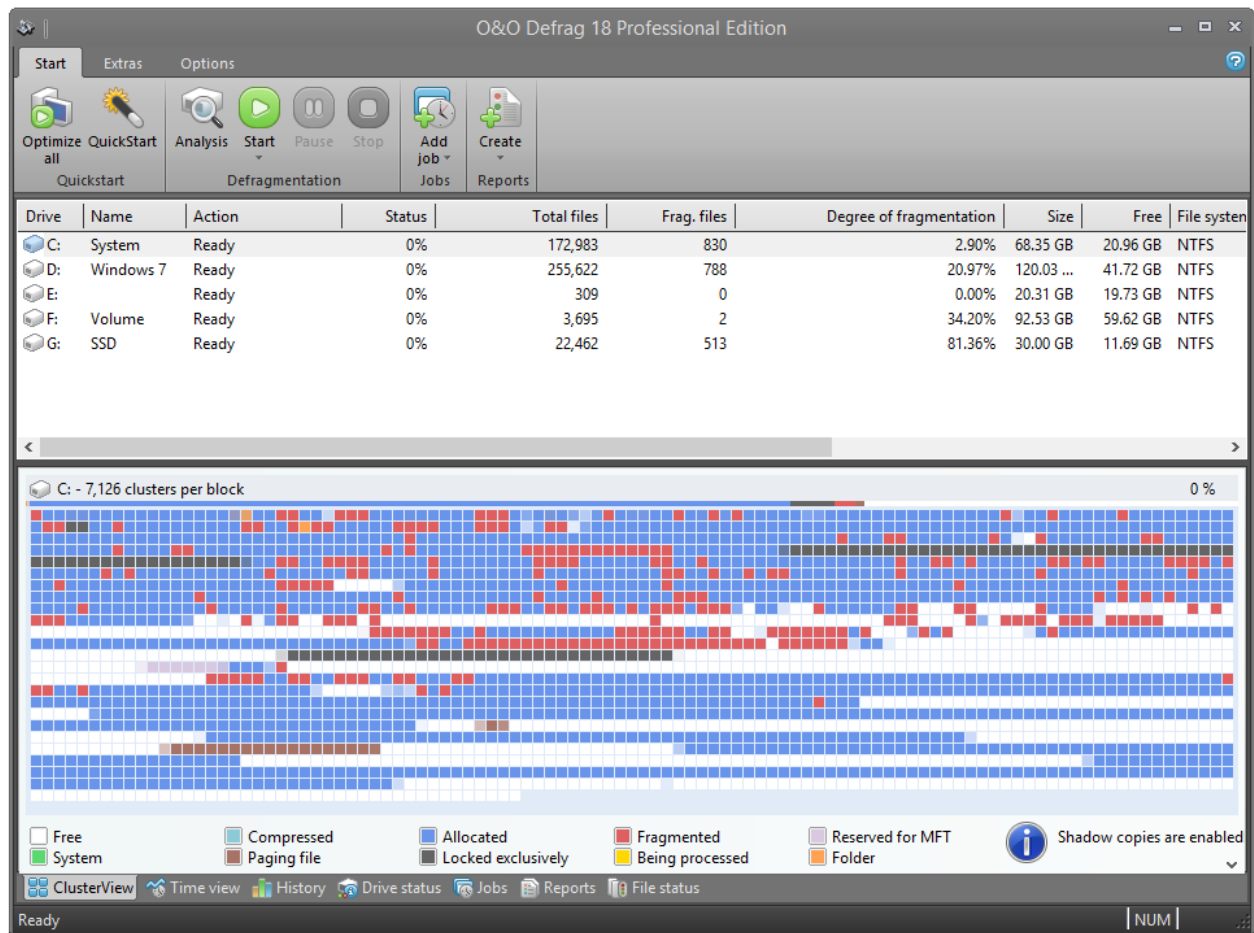 O&O Defrag 18 Professional Edition
Start Extras Options
Optimize all QuickStart Analysis Start Pause Stop Add job Create
Quickstart Defragmentation Jobs Reports
Drive Name Action Status Total files Frag. files Degree of fragmentation Size Free File system
C: System Ready 0% 172,983 830 2.90% 68.35 GB 20.96 GB NTFS
D: Windows 7 Ready 0% 255,622 788 20.97% 120.03 ... 41.72 GB NTFS
E: Ready 0% 309 0 0.00% 20.31 GB 19.73 GB NTFS
F: Volume Ready 0% 3,695 2 34.20% 92.53 GB 59.62 GB NTFS
G: SSD Ready 0% 22,462 513 81.36% 30.00 GB 11.69 GB NTFS
C: - 7,126 clusters per block 0 %
Free Compressed Allocated Fragmented Reserved for MFT Shadow copies are enabled
System Paging file Locked exclusively Being processed Folder
ClusterView Time view History Drive status Jobs Reports File status
Ready NUM